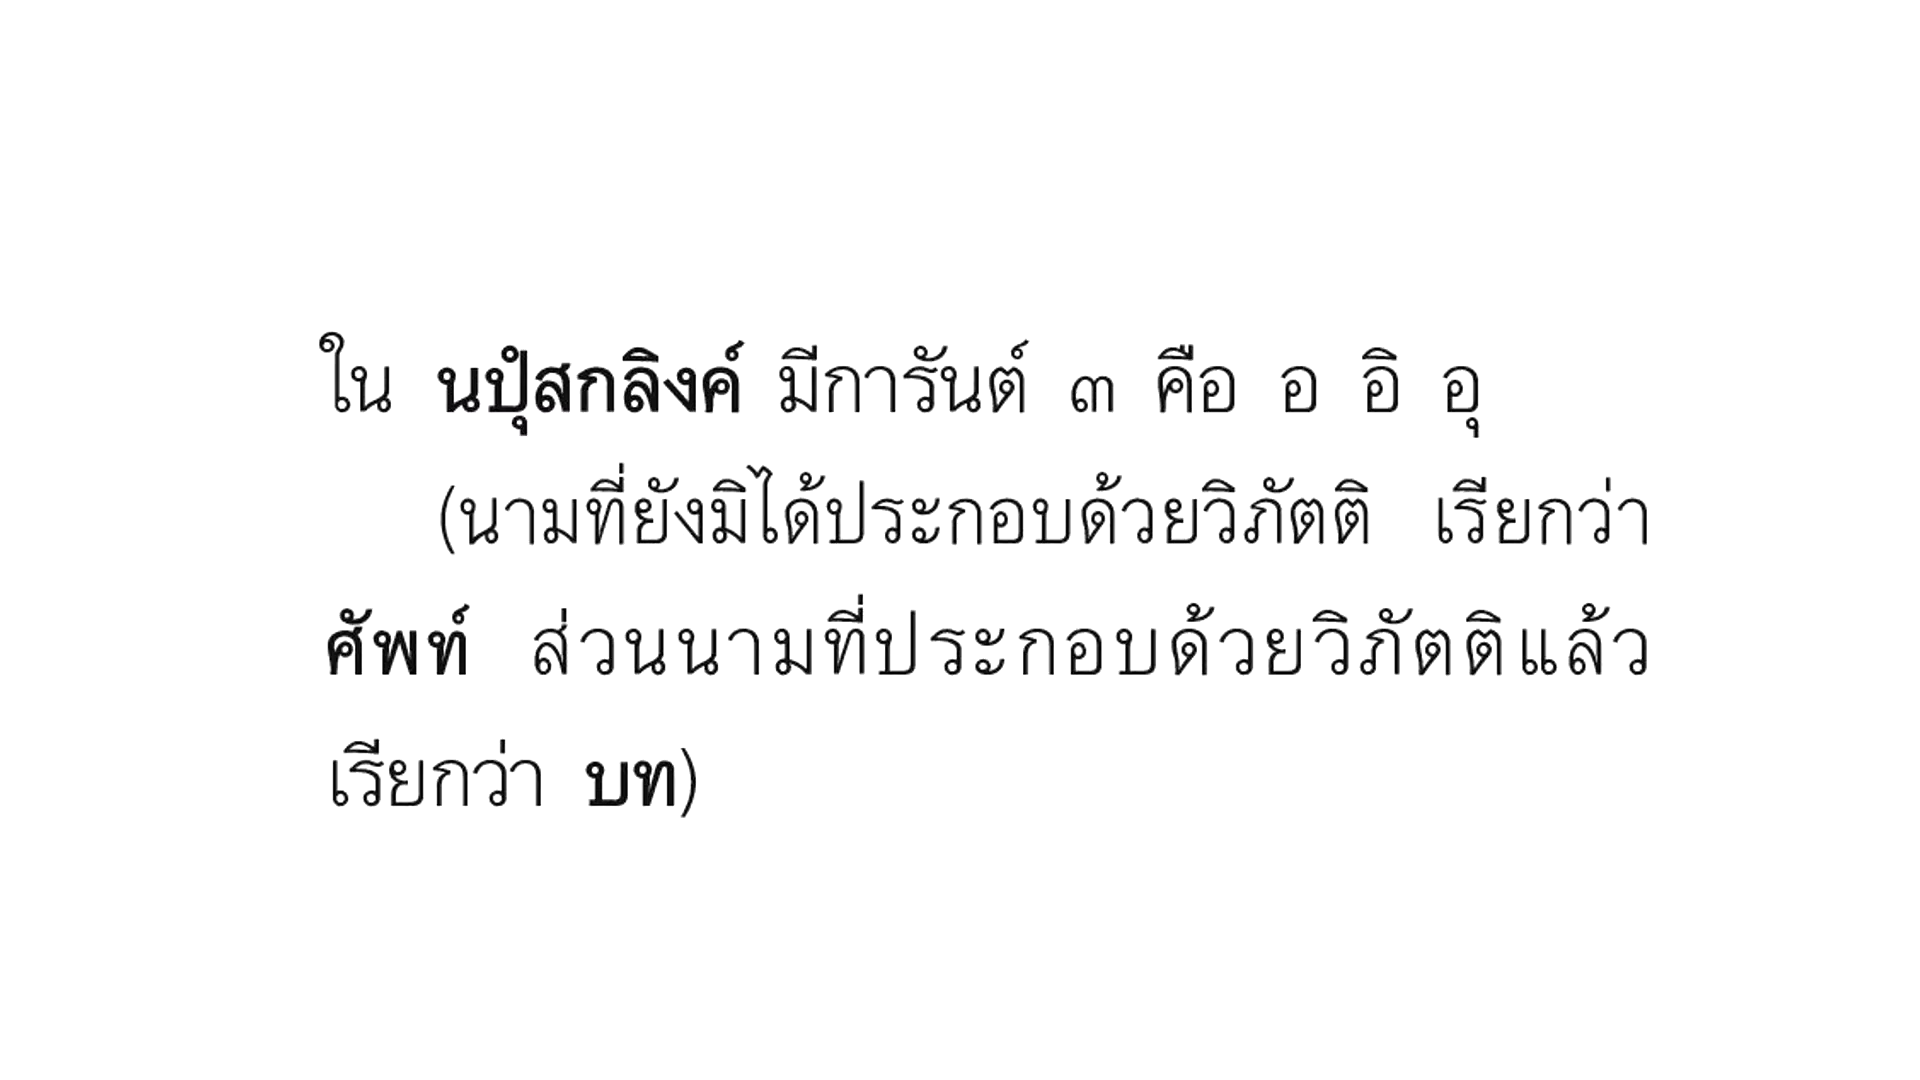 ใน นปุํสกลิงค์ มีการันต์ ๓ คือ อ อิ อุ
(นามที่ยังมิได้ประกอบด้วยวิภัตติ เรียกว่า
ศัพท์ ส่วนนามที่ประกอบด้วยวิภัตติแล้ว
เรียกว่า บท)